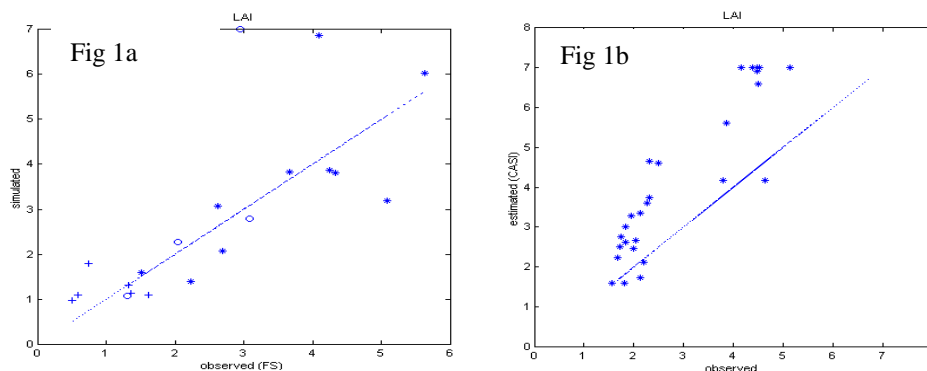 LAI
Fig 1a
simulated
7
6
5
4
3
2
1
0
0 1 2 3 4 5 6
observed (FS)
LAI
Fig 1b
estimated (CASI)
8
7
6
5
4
3
2
1
0
0 1 2 3 4 5 6 7
observed